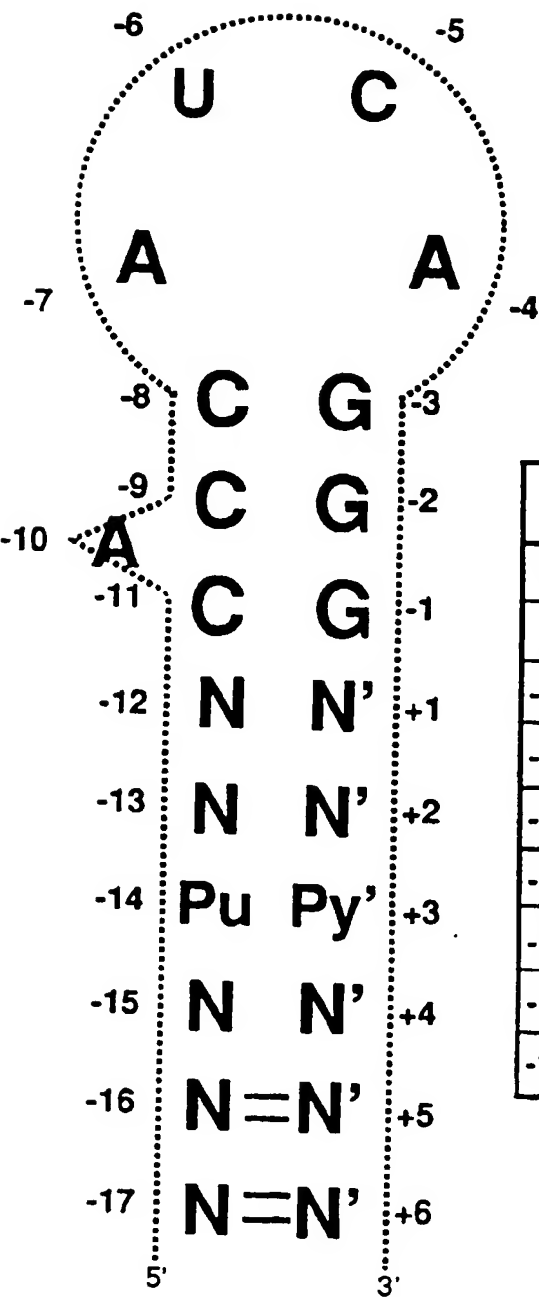 -6 -5
U C
A A
-7 -4
-8 C G -3
-9 C G -2
-10 A
-11 C G -1
-12 N N' +1
-13 N N' +2
-14 Pu Py' +3
-15 N N' +4
-16 N=N' +5
-17 N=N' +6
5' 3'